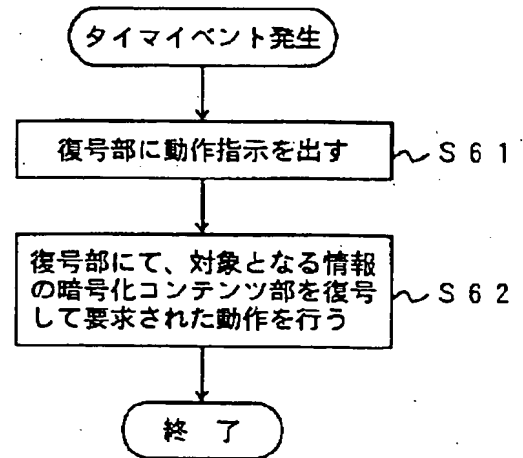 タイマイベント発生
復号部に動作指示を出す
S61
復号部にて、対象となる情報
の暗号化コンテンツ部を復号
して要求された動作を行う
S62
終 了